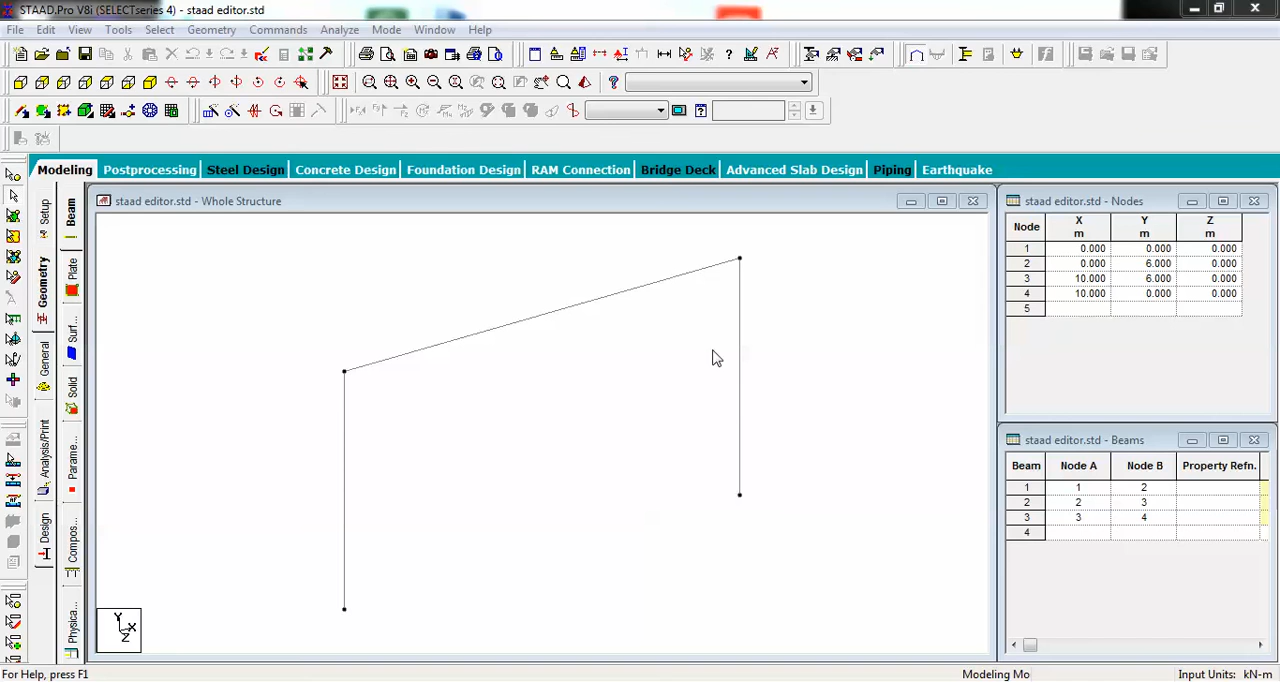 STAAD.Pro V8i (SELECTseries 4) - staad editor.std
File Edit View Tools Select Geometry Commands Analyze Mode Window Help
Modeling Postprocessing Steel Design Concrete Design Foundation Design RAM Connection Bridge Deck Advanced Slab Design Piping Earthquake
staad editor.std - Whole Structure
Setup
Geometry
General
Analysis/Print
Design
Beam
Plate
Surf...
Solid
Parame...
Compos...
Physica...
Y
X
Z
staad editor.std - Nodes
Node X m Y m Z m
1 0.000 0.000 0.000
2 0.000 6.000 0.000
3 10.000 6.000 0.000
4 10.000 0.000 0.000
5
staad editor.std - Beams
Beam Node A Node B Property Refn.
1 1 2
2 2 3
3 3 4
4
For Help, press F1 Modeling Mo Input Units: kN-m